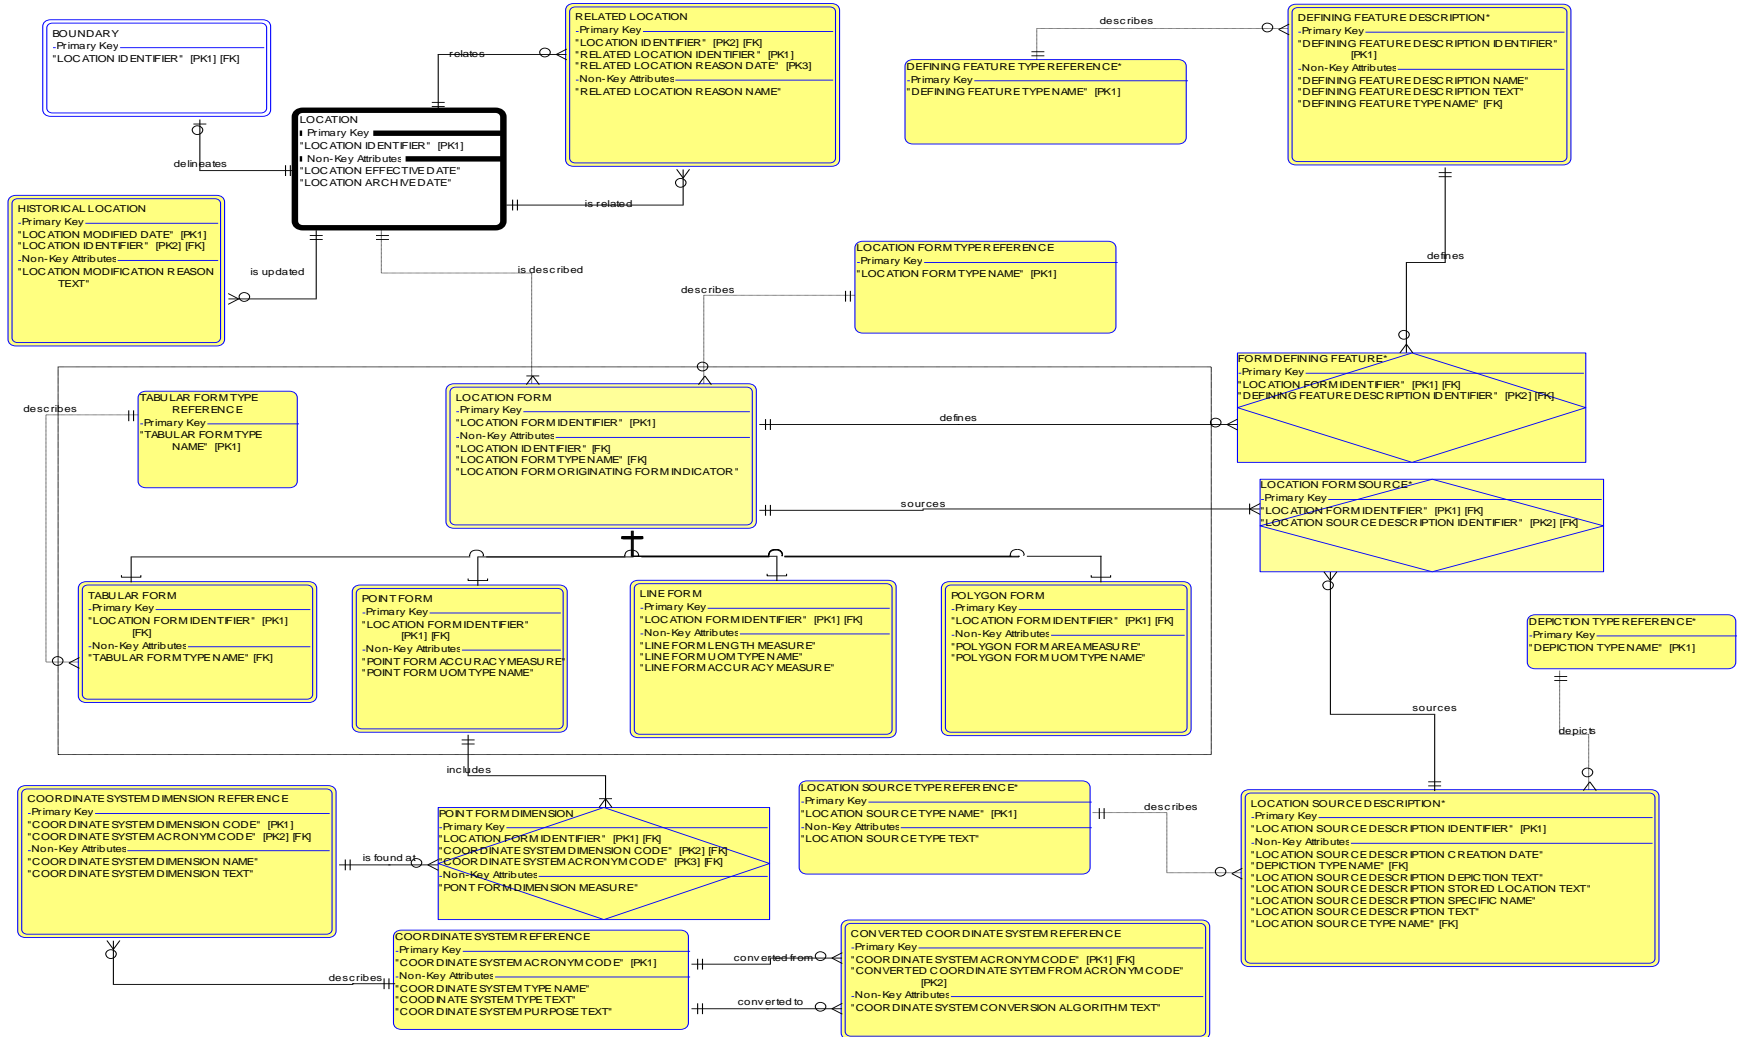 BOUNDARY
-Primary Key
"LOCATION IDENTIFIER" [PK1] [FK]
RELATED LOCATION
-Primary Key
"LOCATION IDENTIFIER" [PK2] [FK]
"RELATED LOCATION IDENTIFIER" [PK1]
"RELATED LOCATION REASON DATE" [PK3]
-Non-Key Attributes
"RELATED LOCATION REASON NAME"
describes
DEFINING FEATURE TYPE REFERENCE*
-Primary Key
"DEFINING FEATURE TYPE NAME" [PK1]
DEFINING FEATURE DESCRIPTION*
-Primary Key
"DEFINING FEATURE DESCRIPTION IDENTIFIER"
[PK1]
-Non-Key Attributes
"DEFINING FEATURE DESCRIPTION NAME"
"DEFINING FEATURE DESCRIPTION TEXT"
"DEFINING FEATURE TYPE NAME" [FK]
relates
LOCATION
Primary Key
"LOCATION IDENTIFIER" [PK1]
Non-Key Attributes
"LOCATION EFFECTIVE DATE"
"LOCATION ARCHIVE DATE"
delineates
is related
HISTORICAL LOCATION
-Primary Key
"LOCATION MODIFIED DATE" [PK1]
"LOCATION IDENTIFIER" [PK2] [FK]
-Non-Key Attributes
"LOCATION MODIFICATION REASON
TEXT"
is updated
is described
describes
LOCATION FORM TYPE REFERENCE
-Primary Key
"LOCATION FORM TYPE NAME" [PK1]
defines
FORM DEFINING FEATURE*
-Primary Key
"LOCATION FORM IDENTIFIER" [PK1] [FK]
"DEFINING FEATURE DESCRIPTION IDENTIFIER" [PK2] [FK]
describes
TABULAR FORM TYPE
REFERENCE
-Primary Key
"TABULAR FORM TYPE
NAME" [PK1]
LOCATION FORM
-Primary Key
"LOCATION FORM IDENTIFIER" [PK1]
-Non-Key Attributes
"LOCATION IDENTIFIER" [FK]
"LOCATION FORM TYPE NAME" [FK]
"LOCATION FORM ORIGINATING FORM INDICATOR"
defines
sources
LOCATION FORM SOURCE*
-Primary Key
"LOCATION FORM IDENTIFIER" [PK1] [FK]
"LOCATION SOURCE DESCRIPTION IDENTIFIER" [PK2] [FK]
TABULAR FORM
-Primary Key
"LOCATION FORM IDENTIFIER" [PK1]
[FK]
-Non-Key Attributes
"TABULAR FORM TYPE NAME" [FK]
POINT FORM
-Primary Key
"LOCATION FORM IDENTIFIER"
[PK1] [FK]
-Non-Key Attributes
"POINT FORM ACCURACY MEASURE"
"POINT FORM UOM TYPE NAME"
LINE FORM
-Primary Key
"LOCATION FORM IDENTIFIER" [PK1] [FK]
-Non-Key Attributes
"LINE FORM LENGTH MEASURE"
"LINE FORM UOM TYPE NAME"
"LINE FORM ACCURACY MEASURE"
POLYGON FORM
-Primary Key
"LOCATION FORM IDENTIFIER" [PK1] [FK]
-Non-Key Attributes
"POLYGON FORM AREA MEASURE"
"POLYGON FORM UOM TYPE NAME"
DEPICTION TYPE REFERENCE*
-Primary Key
"DEPICTION TYPE NAME" [PK1]
sources
depicts
includes
COORDINATE SYSTEM DIMENSION REFERENCE
-Primary Key
"COORDINATE SYSTEM DIMENSION CODE" [PK1]
"COORDINATE SYSTEM ACRONYM CODE" [PK2] [FK]
-Non-Key Attributes
"COORDINATE SYSTEM DIMENSION NAME"
"COORDINATE SYSTEM DIMENSION TEXT"
is found at
POINT FORM DIMENSION
-Primary Key
"LOCATION FORM IDENTIFIER" [PK1] [FK]
"COORDINATE SYSTEM DIMENSION CODE" [PK2] [FK]
"COORDINATE SYSTEM ACRONYM CODE" [PK3] [FK]
-Non-Key Attributes
"PONT FORM DIMENSION MEASURE"
LOCATION SOURCE TYPE REFERENCE*
-Primary Key
"LOCATION SOURCE TYPE NAME" [PK1]
-Non-Key Attributes
"LOCATION SOURCE TYPE TEXT"
describes
LOCATION SOURCE DESCRIPTION*
-Primary Key
"LOCATION SOURCE DESCRIPTION IDENTIFIER" [PK1]
-Non-Key Attributes
"LOCATION SOURCE DESCRIPTION CREATION DATE"
"DEPICTION TYPE NAME" [FK]
"LOCATION SOURCE DESCRIPTION DEPICTION TEXT"
"LOCATION SOURCE DESCRIPTION STORED LOCATION TEXT"
"LOCATION SOURCE DESCRIPTION SPECIFIC NAME"
"LOCATION SOURCE DESCRIPTION TEXT"
"LOCATION SOURCE TYPE NAME" [FK]
describes
COORDINATE SYSTEM REFERENCE
-Primary Key
"COORDINATE SYSTEM ACRONYM CODE" [PK1]
-Non-Key Attributes
"COORDINATE SYSTEM TYPE NAME"
"COODINATE SYSTEM TYPE TEXT"
"COORDINATE SYSTEM PURPOSE TEXT"
converted from
converted to
CONVERTED COORDINATE SYSTEM REFERENCE
-Primary Key
"COORDINATE SYSTEM ACRONYM CODE" [PK1] [FK]
"CONVERTED COORDINATE SYTEM FROM ACRONYM CODE"
[PK2]
-Non-Key Attributes
"COORDINATE SYSTEM CONVERSION ALGORITHM TEXT"